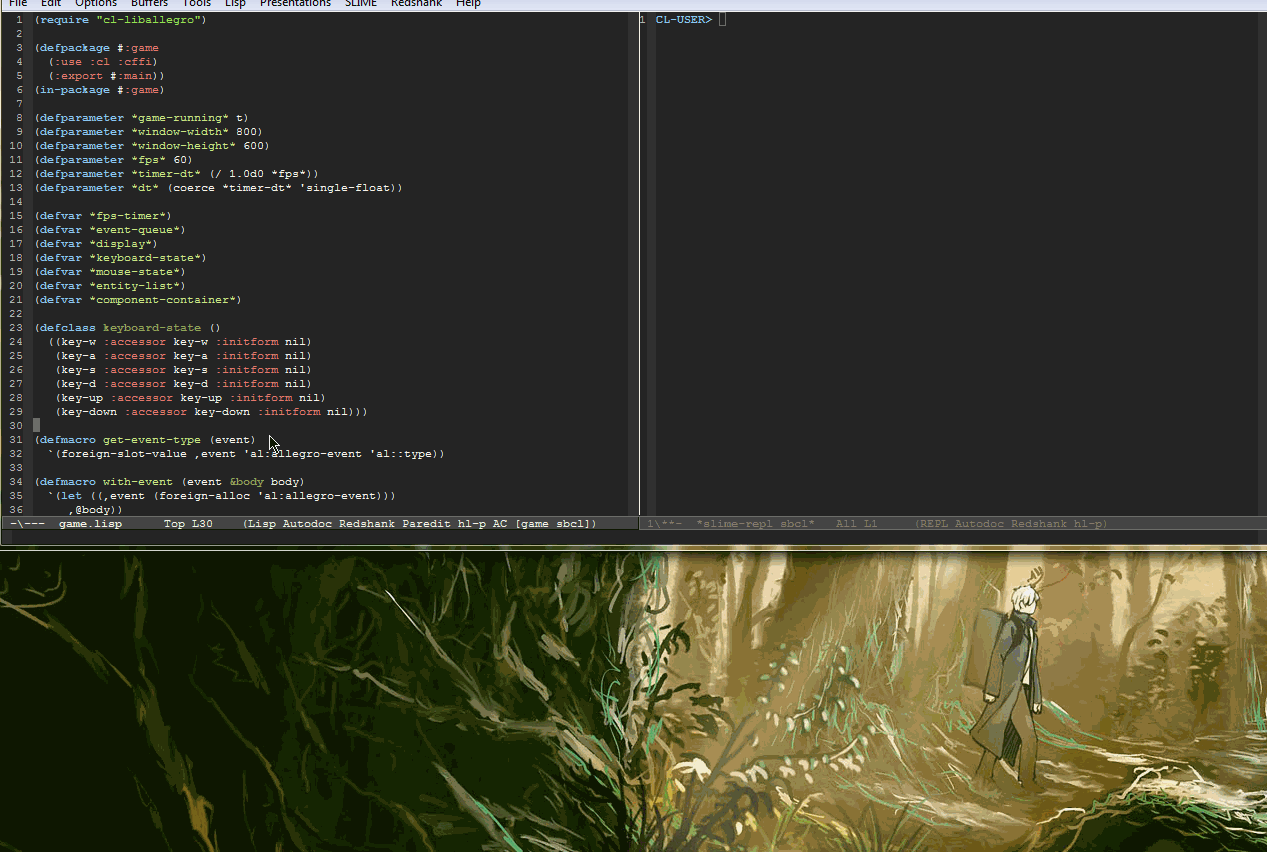 File Edit Options Buffers Tools Lisp Presentations SLIME Redshank Help
1 (require "cl-liballegro")
2
3 (defpackage #:game
4   (:use :cl :cffi)
5   (:export #:main))
6 (in-package #:game)
7
8 (defparameter *game-running* t)
9 (defparameter *window-width* 800)
10 (defparameter *window-height* 600)
11 (defparameter *fps* 60)
12 (defparameter *timer-dt* (/ 1.0d0 *fps*))
13 (defparameter *dt* (coerce *timer-dt* 'single-float))
14
15 (defvar *fps-timer*)
16 (defvar *event-queue*)
17 (defvar *display*)
18 (defvar *keyboard-state*)
19 (defvar *mouse-state*)
20 (defvar *entity-list*)
21 (defvar *component-container*)
22
23 (defclass keyboard-state ()
24   ((key-w :accessor key-w :initform nil)
25    (key-a :accessor key-a :initform nil)
26    (key-s :accessor key-s :initform nil)
27    (key-d :accessor key-d :initform nil)
28    (key-up :accessor key-up :initform nil)
29    (key-down :accessor key-down :initform nil)))
30
31 (defmacro get-event-type (event)
32   `(foreign-slot-value ,event 'al:allegro-event 'al::type))
33
34 (defmacro with-event (event &body body)
35   `(let ((,event (foreign-alloc 'al:allegro-event)))
36      ,@body))
-\--- game.lisp Top L30 (Lisp Autodoc Redshank Paredit hl-p AC [game sbcl])
1 CL-USER>
1\**- *slime-repl sbcl* All L1 (REPL Autodoc Redshank hl-p)